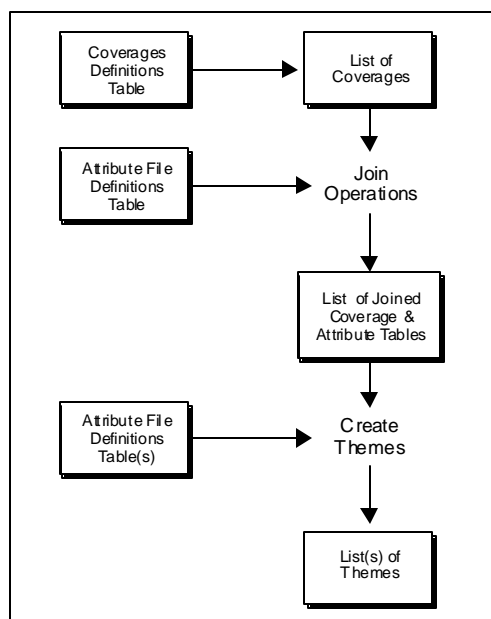 Coverages
Definitions
Table
List of
Coverages
Attribute File
Definitions
Table
Join
Operations
List of Joined
Coverage &
Attribute Tables
Attribute File
Definitions
Table(s)
Create
Themes
List(s) of
Themes